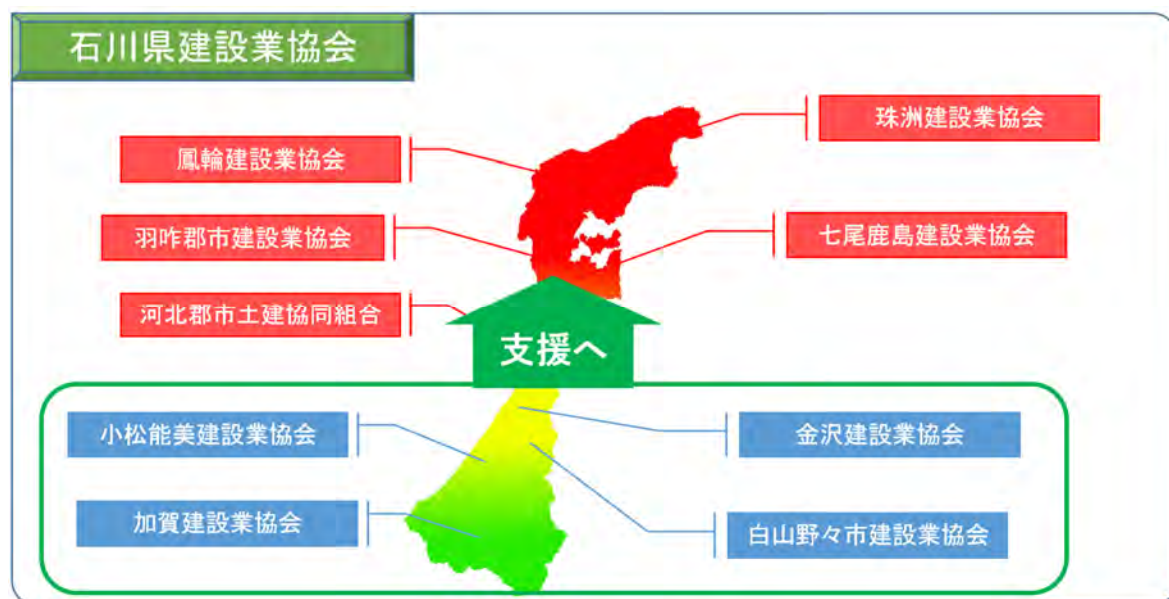 石川県建設業協会
珠洲建設業協会
鳳輪建設業協会
羽咋郡市建設業協会
七尾鹿島建設業協会
河北郡市土建協同組合
支援へ
小松能美建設業協会
金沢建設業協会
加賀建設業協会
白山野々市建設業協会